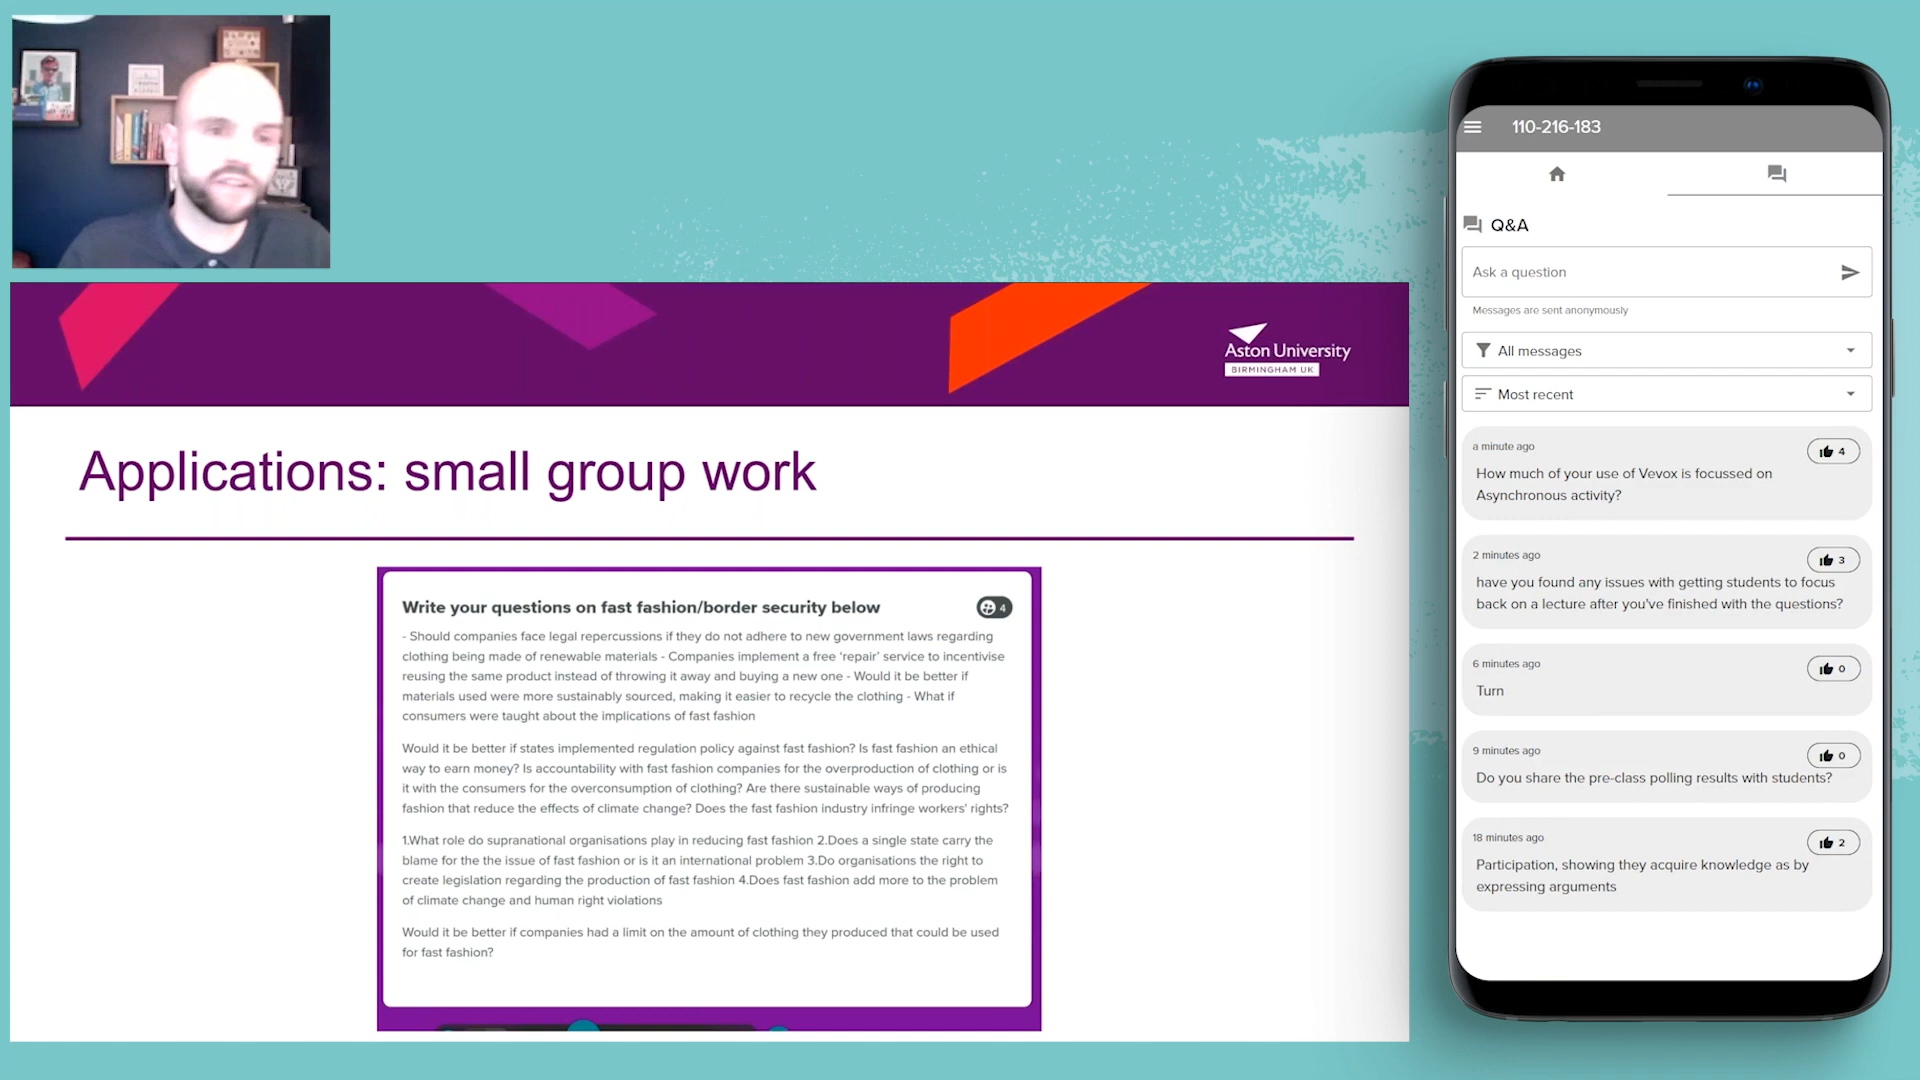 Aston University
BIRMINGHAM UK
Applications: small group work
Write your questions on fast fashion/border security below
4
- Should companies face legal repercussions if they do not adhere to new government laws regarding
clothing being made of renewable materials - Companies implement a free ‘repair’ service to incentivise
reusing the same product instead of throwing it away and buying a new one - Would it be better if
materials used were more sustainably sourced, making it easier to recycle the clothing - What if
consumers were taught about the implications of fast fashion
Would it be better if states implemented regulation policy against fast fashion? Is fast fashion an ethical
way to earn money? Is accountability with fast fashion companies for the overproduction of clothing or is
it with the consumers for the overconsumption of clothing? Are there sustainable ways of producing
fashion that reduce the effects of climate change? Does the fast fashion industry infringe workers' rights?
1.What role do supranational organisations play in reducing fast fashion 2.Does a single state carry the
blame for the the issue of fast fashion or is it an international problem 3.Do organisations the right to
create legislation regarding the production of fast fashion 4.Does fast fashion add more to the problem
of climate change and human right violations
Would it be better if companies had a limit on the amount of clothing they produced that could be used
for fast fashion?
110-216-183
Q&A
Ask a question
Messages are sent anonymously
All messages
Most recent
a minute ago
4
How much of your use of Vevox is focussed on
Asynchronous activity?
2 minutes ago
3
have you found any issues with getting students to focus
back on a lecture after you've finished with the questions?
6 minutes ago
0
Turn
9 minutes ago
0
Do you share the pre-class polling results with students?
18 minutes ago
2
Participation, showing they acquire knowledge as by
expressing arguments